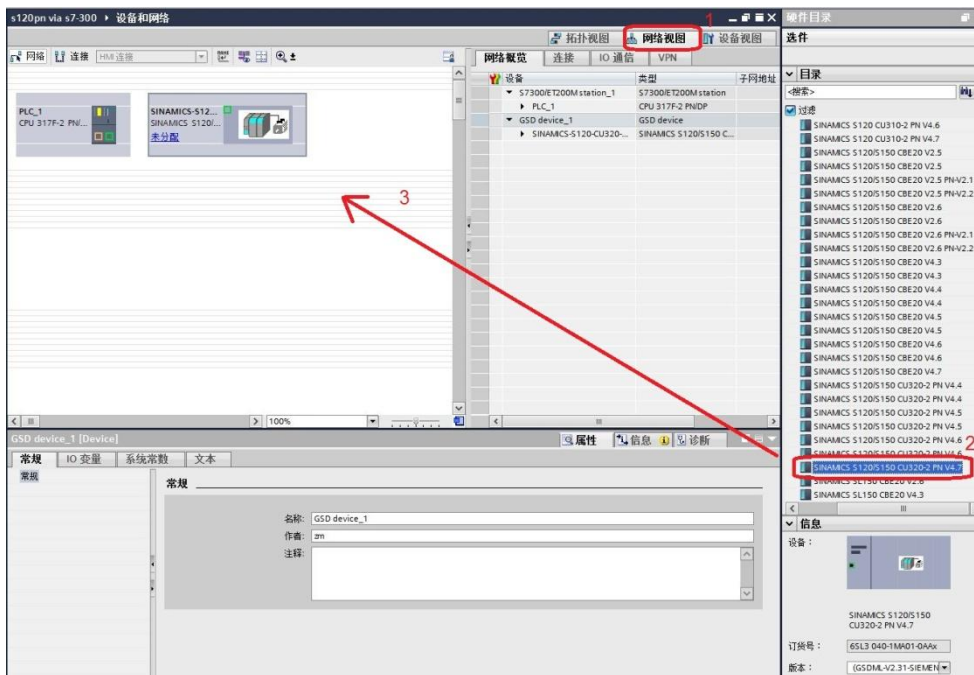 s120pn via s7-300 ▸ 设备和网络
硬件目录
1
拓扑视图 网络视图 设备视图
选件
网络 连接 HMI 连接
网络概览 连接 IO 通信 VPN
设备 类型 子网地址
S7300/ET200M station_1 S7300/ET200M station
PLC_1 CPU 317F-2 PN/DP
GSD device_1 GSD device
SINAMICS-S120-CU320-... SINAMICS S120/S150 C...
PLC_1
CPU 317F-2 PN/...
SINAMICS-S12...
SINAMICS S120/...
未分配
3
100%
目录
<搜索>
过滤
SINAMICS S120 CU310-2 PN V4.6
SINAMICS S120 CU310-2 PN V4.7
SINAMICS S120/S150 CBE20 V2.5
SINAMICS S120/S150 CBE20 V2.5
SINAMICS S120/S150 CBE20 V2.5 PN-V2.1
SINAMICS S120/S150 CBE20 V2.5 PN-V2.2
SINAMICS S120/S150 CBE20 V2.6
SINAMICS S120/S150 CBE20 V2.6
SINAMICS S120/S150 CBE20 V2.6 PN-V2.1
SINAMICS S120/S150 CBE20 V2.6 PN-V2.2
SINAMICS S120/S150 CBE20 V4.3
SINAMICS S120/S150 CBE20 V4.3
SINAMICS S120/S150 CBE20 V4.4
SINAMICS S120/S150 CBE20 V4.4
SINAMICS S120/S150 CBE20 V4.5
SINAMICS S120/S150 CBE20 V4.5
SINAMICS S120/S150 CBE20 V4.6
SINAMICS S120/S150 CBE20 V4.6
SINAMICS S120/S150 CBE20 V4.7
SINAMICS S120/S150 CU320-2 PN V4.4
SINAMICS S120/S150 CU320-2 PN V4.4
SINAMICS S120/S150 CU320-2 PN V4.5
SINAMICS S120/S150 CU320-2 PN V4.5
SINAMICS S120/S150 CU320-2 PN V4.6
SINAMICS S120/S150 CU320-2 PN V4.6
2
SINAMICS S120/S150 CU320-2 PN V4.7
SINAMICS SL150 CBE20 V2.6
SINAMICS SL150 CBE20 V4.3
信息
设备：
SINAMICS S120/S150
CU320-2 PN V4.7
订货号： 6SL3 040-1MA01-0AAx
版本： (GSDML-V2.31-SIEMEN
GSD device_1 [Device]
属性 信息 诊断
常规 IO 变量 系统常数 文本
常规
常规
名称: GSD device_1
作者: zm
注释: